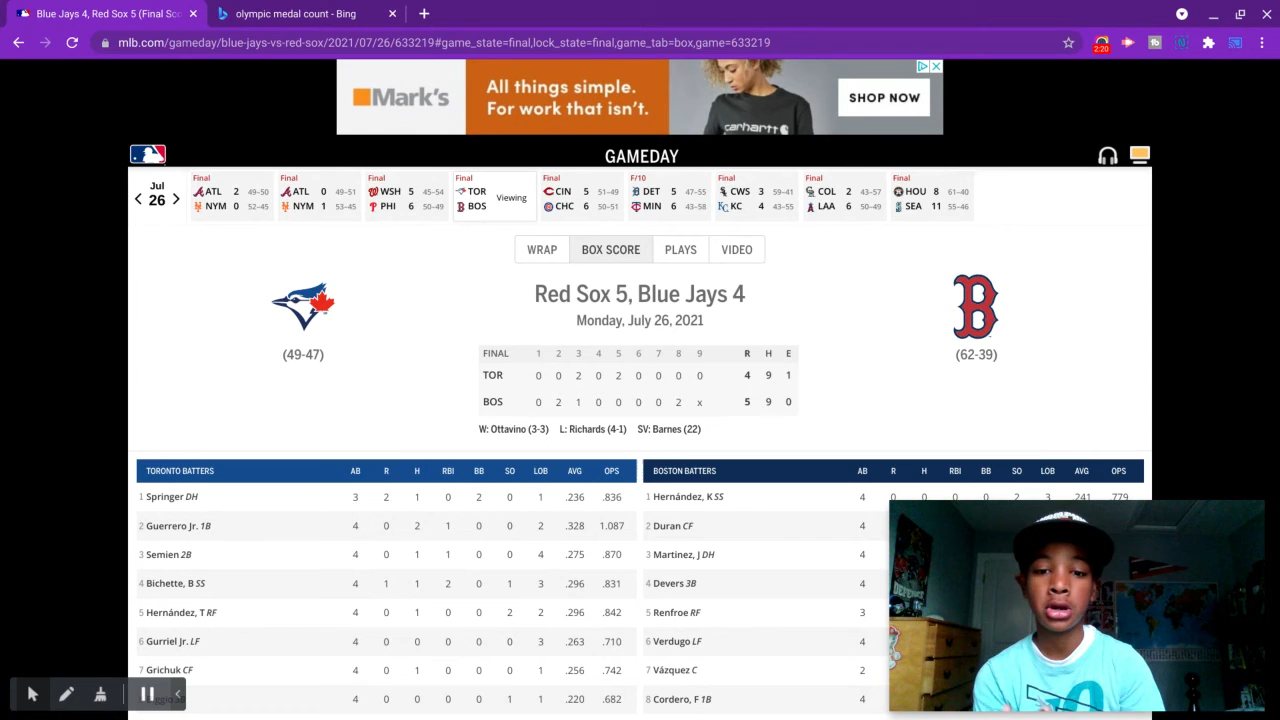 Blue Jays 4, Red Sox 5 (Final Sc
olympic medal count - Bing
mlb.com/gameday/blue-jays-vs-red-sox/2021/07/26/633219#game_state=final,lock_state=final,game_tab=box,game=633219
2:20
Mark's
All things simple.
For work that isn't.
carhartt
SHOP NOW
GAMEDAY
Jul
26
Final
ATL 2 49-50
NYM 0 52-45
Final
ATL 0 49-51
NYM 1 53-45
Final
WSH 5 45-54
PHI 6 50-49
Final
TOR
BOS
Viewing
Final
CIN 5 51-49
CHC 6 50-51
F/10
DET 5 47-55
MIN 6 43-58
Final
CWS 3 59-41
KC 4 43-55
Final
COL 2 43-57
LAA 6 50-49
Final
HOU 8 61-40
SEA 11 55-46
WRAP BOX SCORE PLAYS VIDEO
Red Sox 5, Blue Jays 4
Monday, July 26, 2021
(49-47)
(62-39)
FINAL 1 2 3 4 5 6 7 8 9 R H E
TOR 0 0 2 0 2 0 0 0 0 4 9 1
BOS 0 2 1 0 0 0 0 2 x 5 9 0
W: Ottavino (3-3) L: Richards (4-1) SV: Barnes (22)
TORONTO BATTERS AB R H RBI BB SO LOB AVG OPS
1 Springer DH 3 2 1 0 2 0 1 .236 .836
2 Guerrero Jr. 1B 4 0 2 1 0 0 2 .328 1.087
3 Semien 2B 4 0 1 1 0 0 4 .275 .870
4 Bichette, B SS 4 1 1 2 0 1 3 .296 .831
5 Hernández, T RF 4 0 1 0 0 2 2 .296 .842
6 Gurriel Jr. LF 4 0 0 0 0 0 3 .263 .710
7 Grichuk CF 4 0 1 0 0 0 1 .256 .742
4 0 0 0 0 1 1 .220 .682
BOSTON BATTERS AB R H RBI BB SO LOB AVG OPS
1 Hernández, K SS 4 0 0 0 0 2 3 .241 .779
2 Duran CF 4
3 Martinez, J DH 4
4 Devers 3B 4
5 Renfroe RF 3
6 Verdugo LF 4
7 Vázquez C 2
8 Cordero, F 1B 4